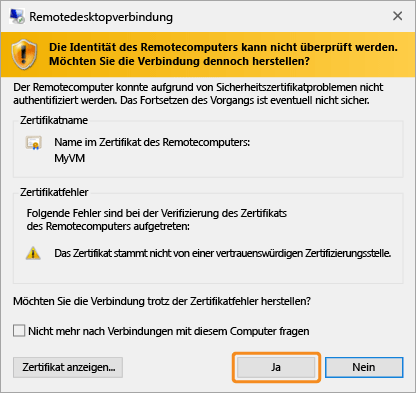 Remotedesktopverbindung
Die Identität des Remotecomputers kann nicht überprüft werden.
Möchten Sie die Verbindung dennoch herstellen?
Der Remotecomputer konnte aufgrund von Sicherheitszertifikatproblemen nicht
authentifiziert werden. Das Fortsetzen des Vorgangs ist eventuell nicht sicher.
Zertifikatname
Name im Zertifikat des Remotecomputers:
MyVM
Zertifikatfehler
Folgende Fehler sind bei der Verifizierung des Zertifikats
des Remotecomputers aufgetreten:
Das Zertifikat stammt nicht von einer vertrauenswürdigen Zertifizierungsstelle.
Möchten Sie die Verbindung trotz der Zertifikatfehler herstellen?
Nicht mehr nach Verbindungen mit diesem Computer fragen
Zertifikat anzeigen...
Ja
Nein